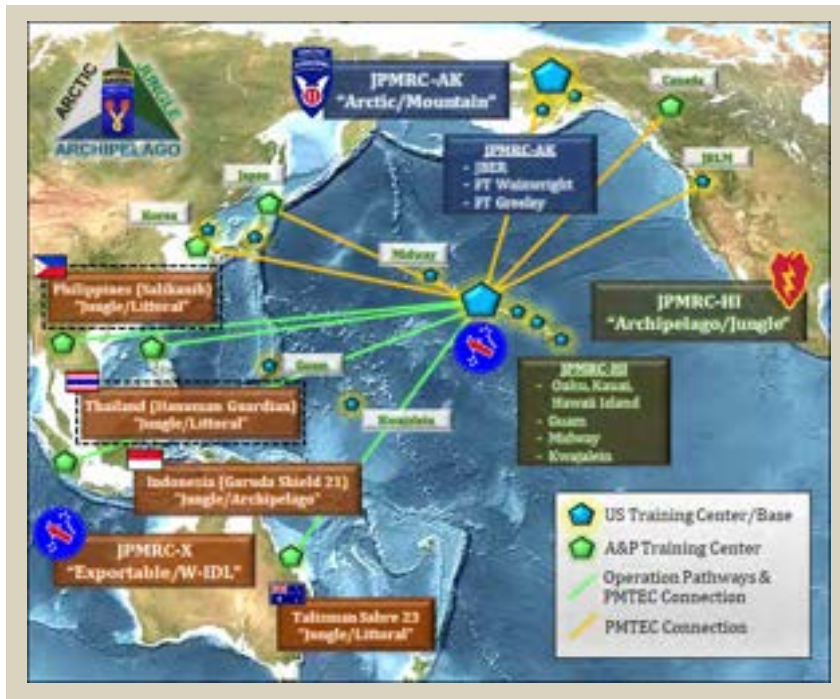 ARCTIC
JUNGLE
ARCHIPELAGO
JPMRC-AK
"Arctic/Mountain"
Canada
JPMRC-AK
- JBER
- FT Wainwright
- FT Greeley
JBLM
Japan
Korea
Midway
Philippines (Salikanib)
"Jungle/Littoral"
JPMRC-HI
"Archipelago/Jungle"
Guam
JPMRC-HI
- Oahu, Kauai,
Hawaii Island
- Guam
- Midway
- Kwajalein
Thailand (Hanuman Guardian)
"Jungle/Littoral"
Kwajalein
Indonesia (Garuda Shield 23)
"Jungle/Archipelago"
JPMRC-X
"Exportable/W-IDL"
Talisman Sabre 23
"Jungle/Littoral"
US Training Center/Base
A&P Training Center
Operation Pathways &
PMTEC Connection
PMTEC Connection